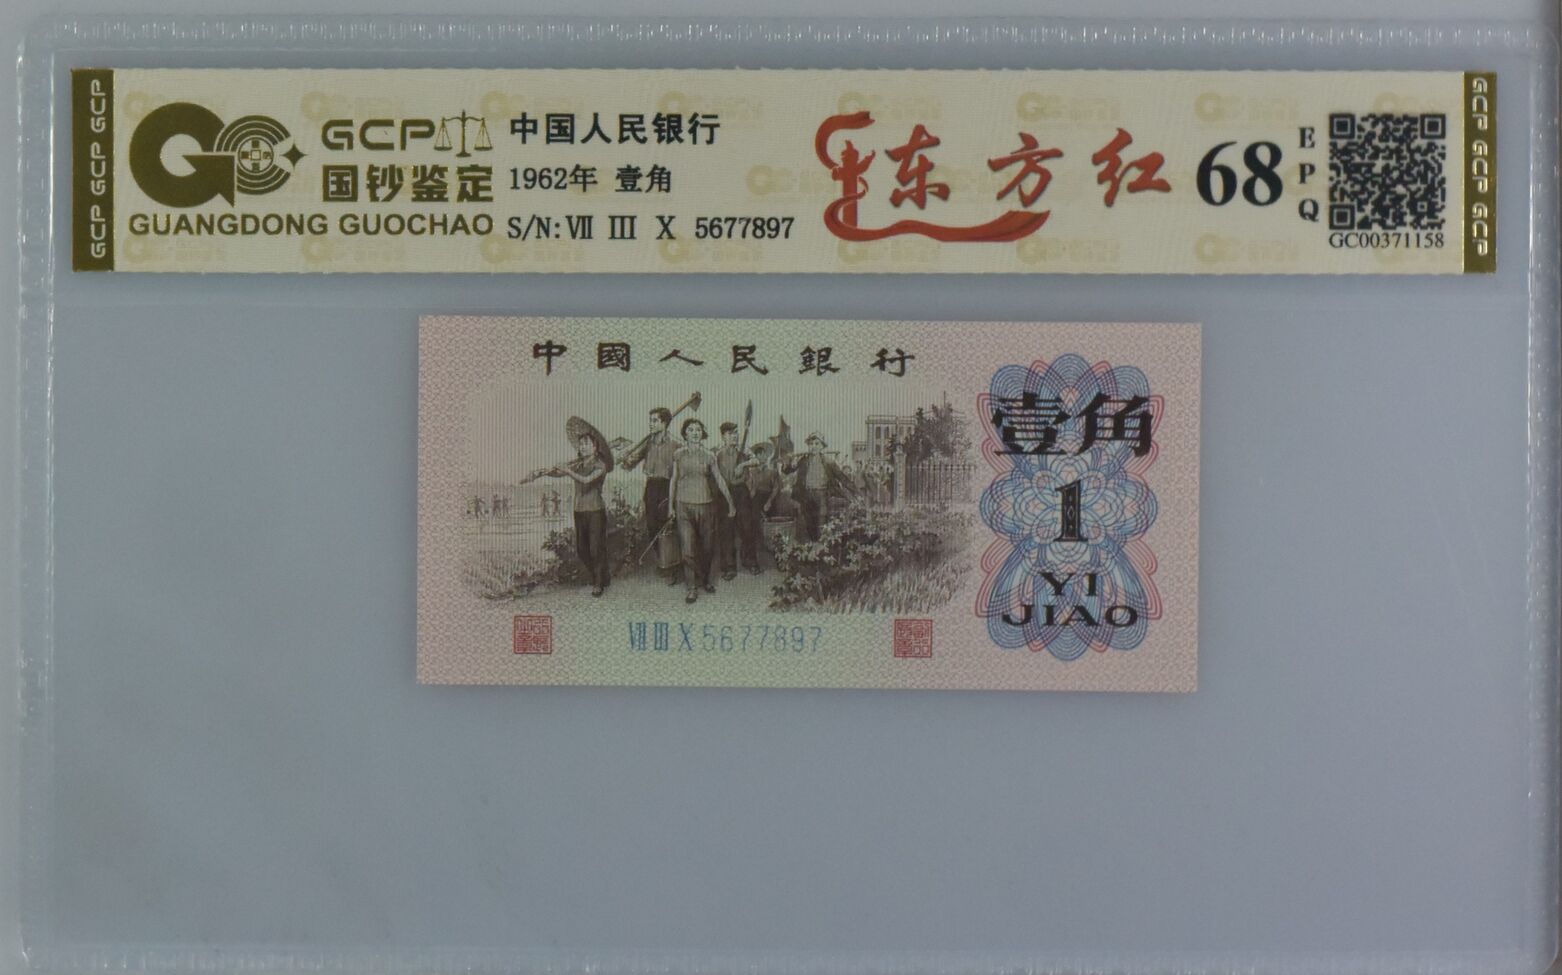 GCP GCP GCP
GCP
国钞鉴定
GUANGDONG GUOCHAO
中国人民银行
1962年 壹角
S/N: Ⅶ Ⅲ Ⅹ 5677897
东方红
68
EPQ
GC00371158
GCP GCP GCP
中國人民銀行
壹角
1
YI
JIAO
Ⅶ Ⅲ Ⅹ 5677897